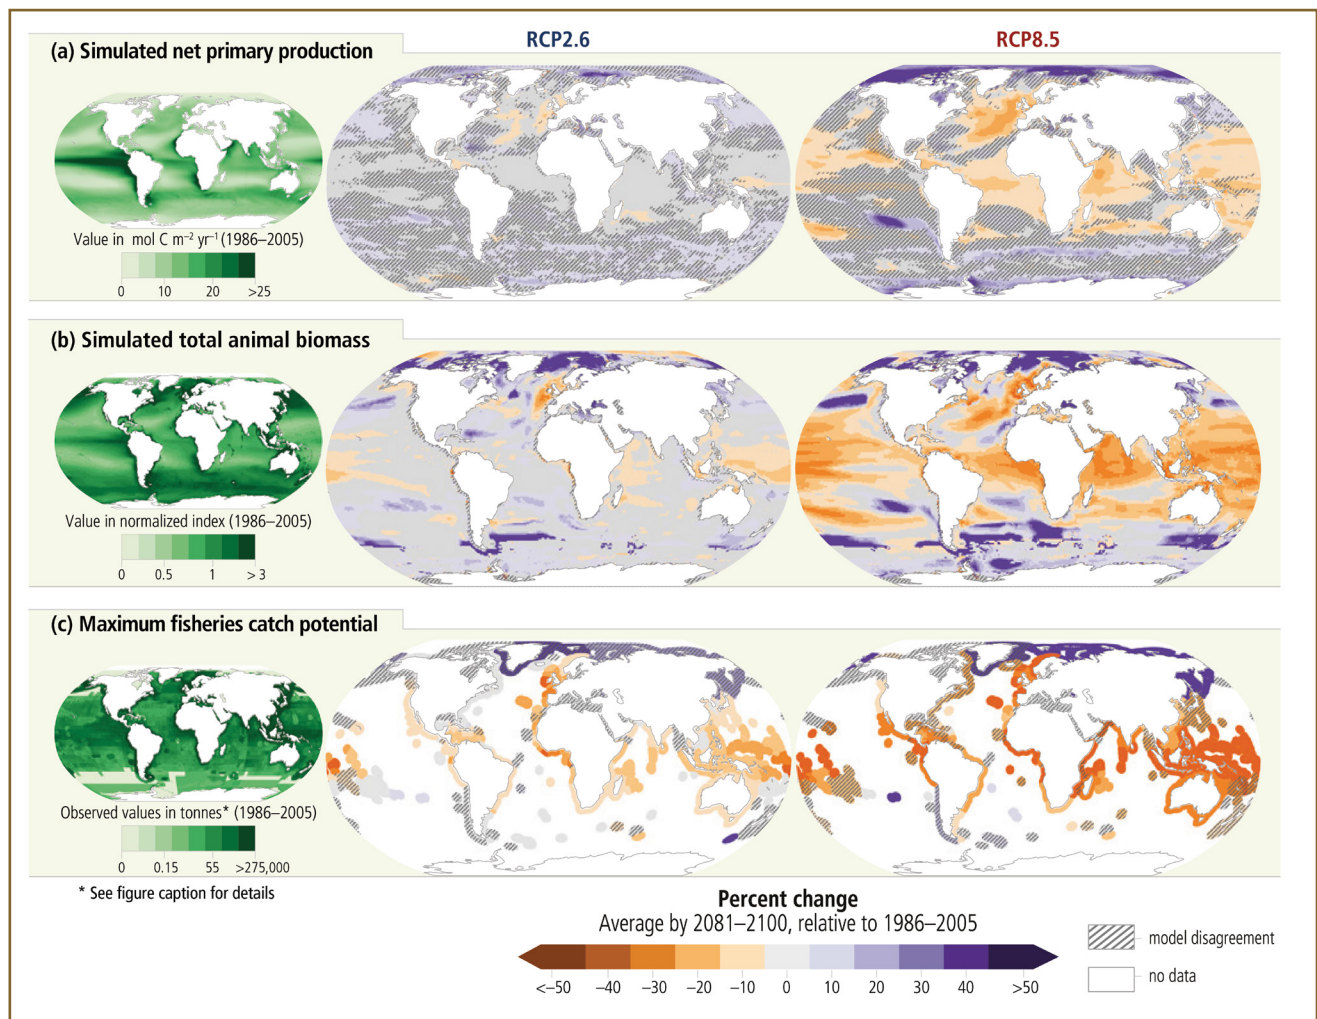 RCP2.6
RCP8.5
(a) Simulated net primary production
Value in mol C m⁻² yr⁻¹ (1986–2005)
0 10 20 >25
(b) Simulated total animal biomass
Value in normalized index (1986–2005)
0 0.5 1 > 3
(c) Maximum fisheries catch potential
Observed values in tonnes* (1986–2005)
0 0.15 55 >275,000
* See figure caption for details
Percent change
Average by 2081–2100, relative to 1986–2005
<–50 –40 –30 –20 –10 0 10 20 30 40 >50
model disagreement
no data